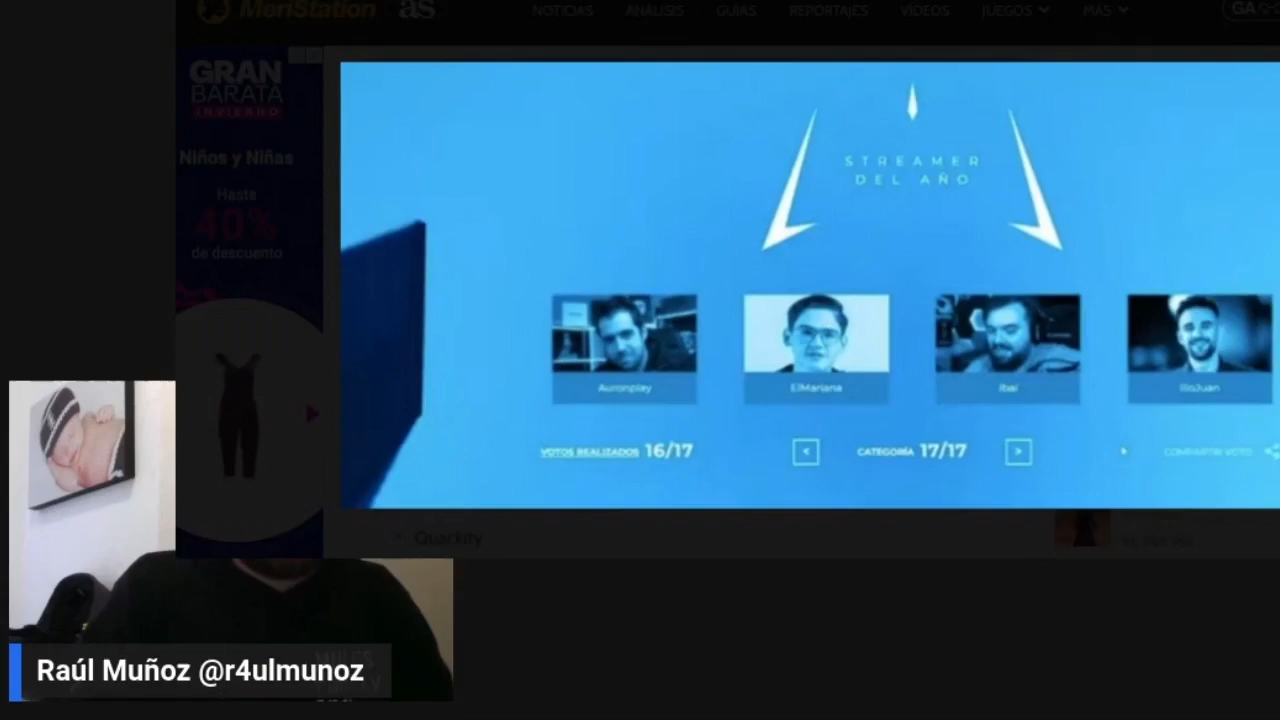 MeriStation as
NOTICIAS ANÁLISIS GUÍAS REPORTAJES VÍDEOS JUEGOS MÁS GA
GRAN
BARATA
INVIERNO
Niños y Niñas
Hasta
40%
de descuento
STREAMER
DEL AÑO
Auronplay ElMariana Ibai IlloJuan
VOTOS REALIZADOS 16/17 < CATEGORÍA 17/17 > COMPARTIR VOTO
Quackity
Raúl Muñoz @r4ulmunoz